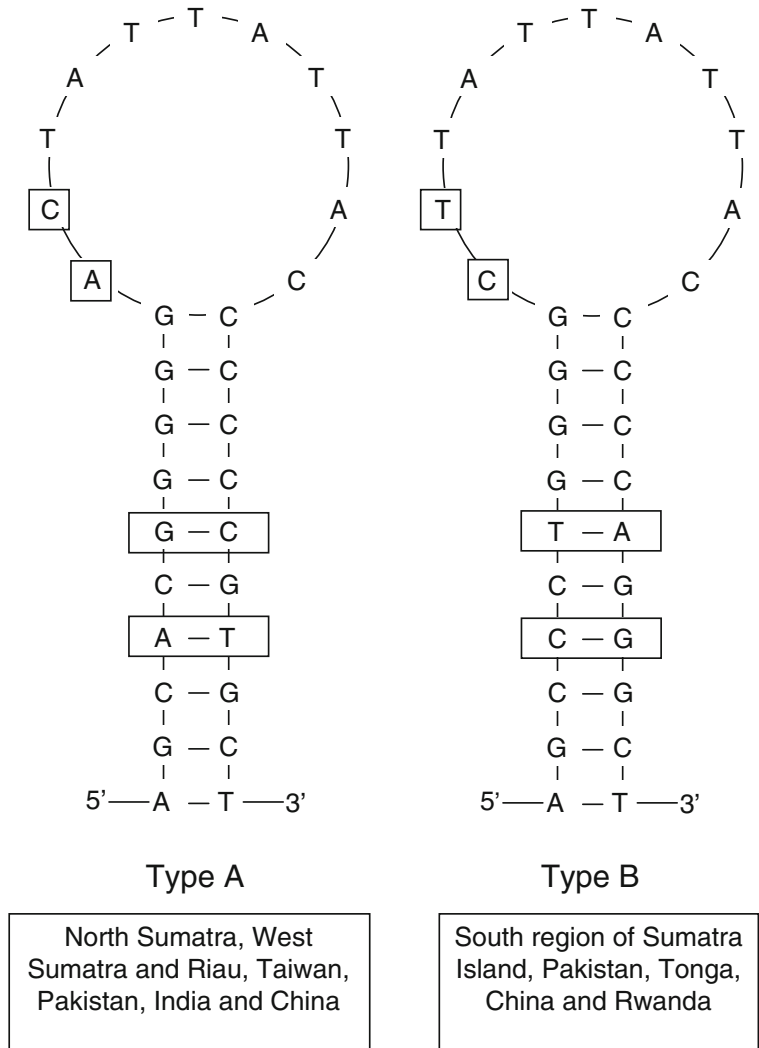 T T
T A A T
A T T T
T T T T
C A T A
A C C C
G – C G – C
G – C G – C
G – C G – C
G – C G – C
G – C T – A
C – G C – G
A – T C – G
C – G C – G
G – C G – C
5’ A – T 3’ 5’ A – T 3’
Type A
North Sumatra, West
Sumatra and Riau, Taiwan,
Pakistan, India and China
Type B
South region of Sumatra
Island, Pakistan, Tonga,
China and Rwanda